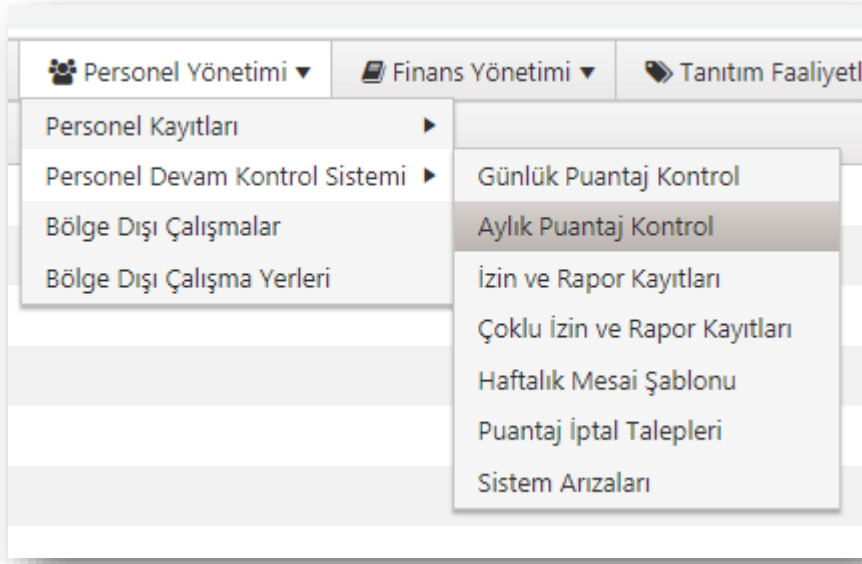 Personel Yönetimi ▼ Finans Yönetimi ▼ Tanıtım Faaliyetl
Personel Kayıtları
Personel Devam Kontrol Sistemi
Bölge Dışı Çalışmalar
Bölge Dışı Çalışma Yerleri
Günlük Puantaj Kontrol
Aylık Puantaj Kontrol
İzin ve Rapor Kayıtları
Çoklu İzin ve Rapor Kayıtları
Haftalık Mesai Şablonu
Puantaj İptal Talepleri
Sistem Arızaları